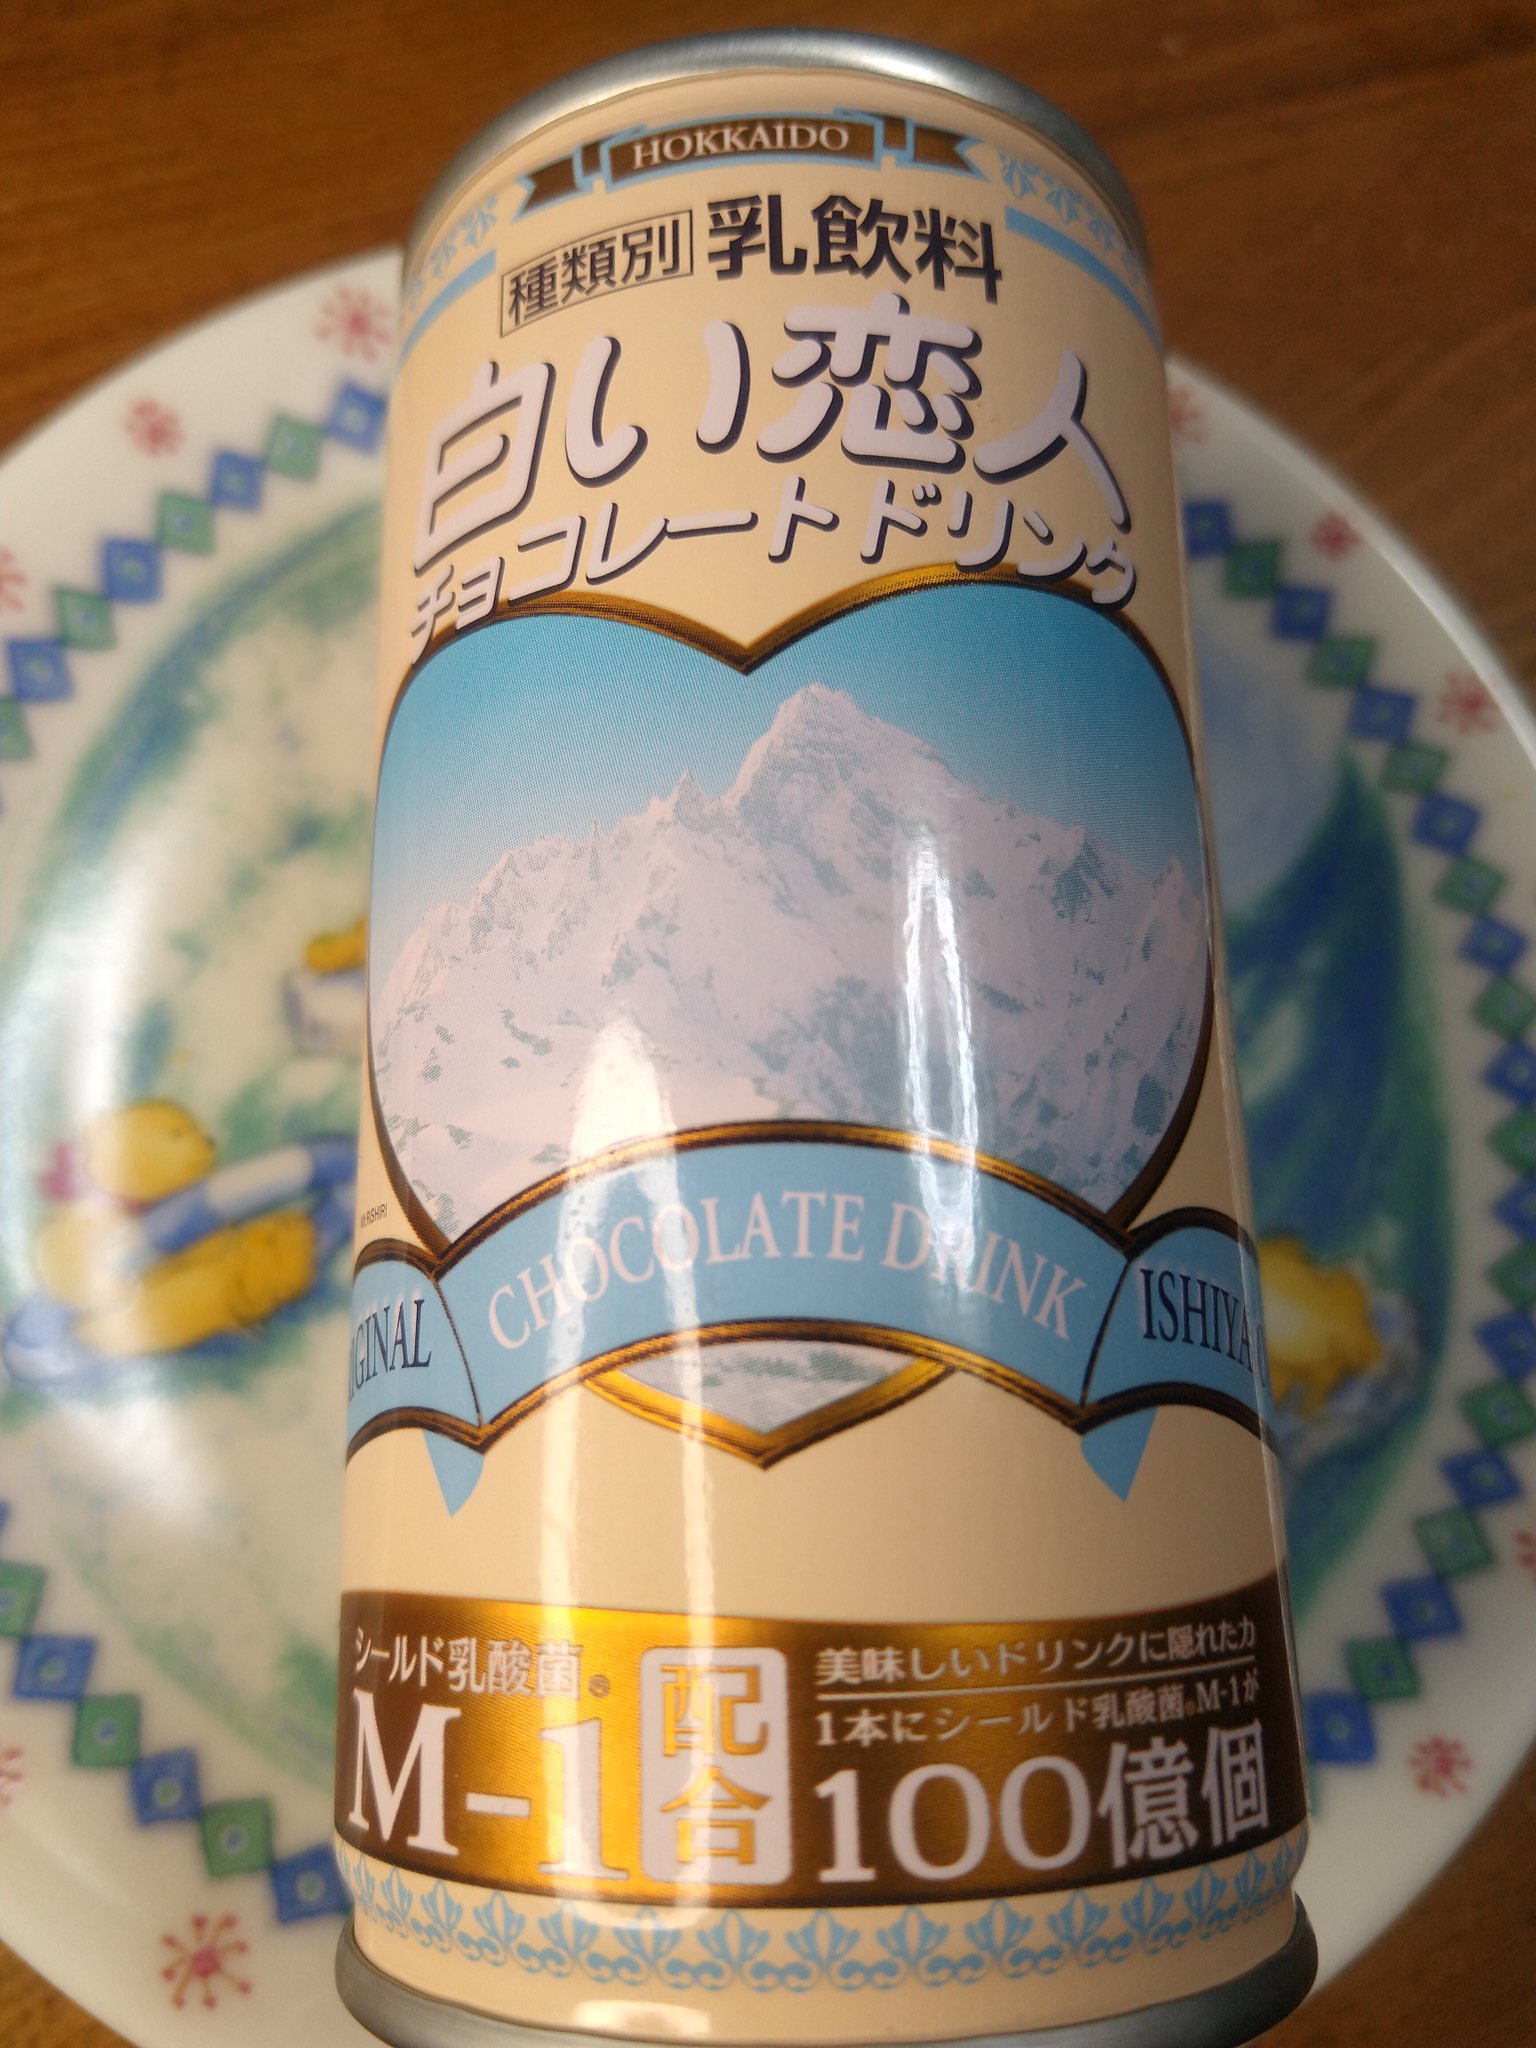 HOKKAIDO
種類別 乳飲料
白い恋人
チョコレートドリンク
Mt.RISHIRI
CHOCOLATE DRINK
シールド乳酸菌®
M-1
配合
美味しいドリンクに隠れた力
1本にシールド乳酸菌®M-1が
100億個